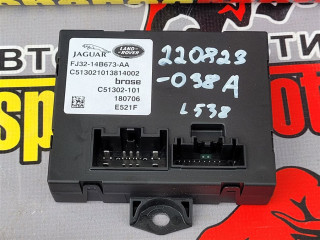 JAGUAR
LAND-ROVER
FJ32-14B673-AA
C513021013814002
brose
C51302-101
180706
E521F
220823
-038A
L538